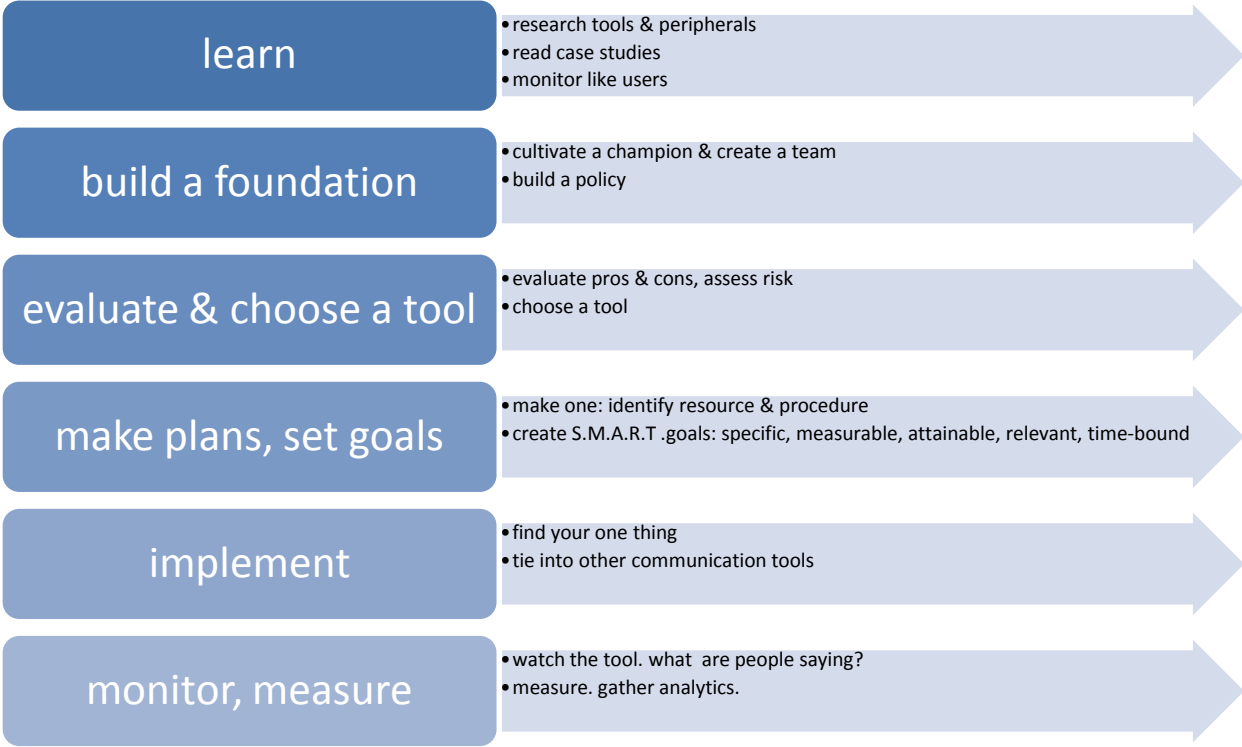 learn
•research tools & peripherals
•read case studies
•monitor like users
build a foundation
•cultivate a champion & create a team
•build a policy
evaluate & choose a tool
•evaluate pros & cons, assess risk
•choose a tool
make plans, set goals
•make one: identify resource & procedure
•create S.M.A.R.T .goals: specific, measurable, attainable, relevant, time-bound
implement
•find your one thing
•tie into other communication tools
monitor, measure
•watch the tool. what  are people saying?
•measure. gather analytics.